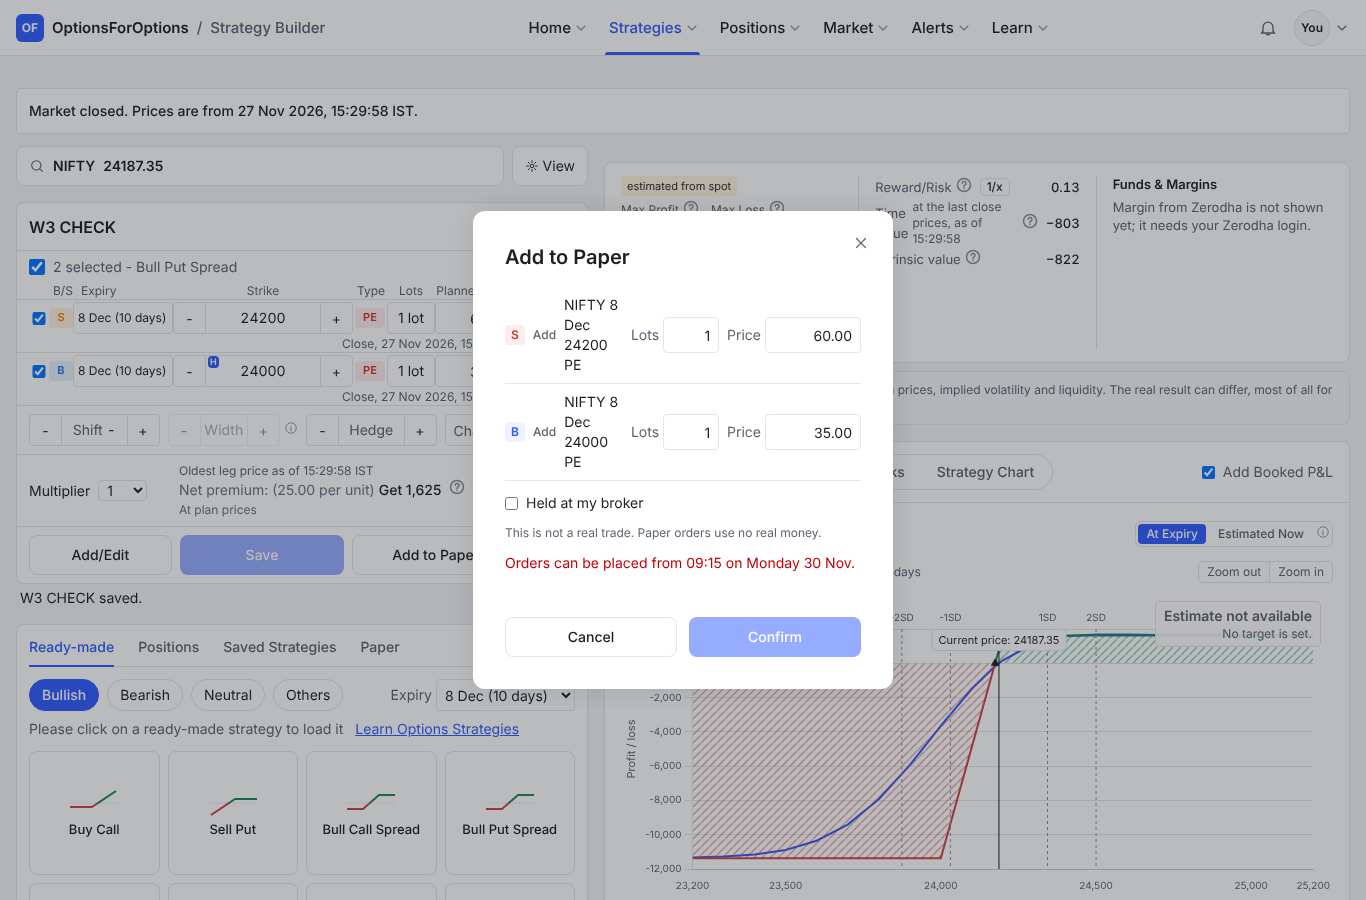 OF OptionsForOptions / Strategy Builder
Home Strategies Positions Market Alerts Learn
You
Market closed. Prices are from 27 Nov 2026, 15:29:58 IST.
NIFTY 24187.35
View
W3 CHECK
2 selected - Bull Put Spread
B/S Expiry Strike Type Lots
S 8 Dec (10 days) - 24200 + PE 1 lot
Close, 27 Nov 2026,
B 8 Dec (10 days) - H 24000 + PE 1 lot
Close, 27 Nov 2026,
- Shift - + - Width + - Hedge +
Multiplier 1
Oldest leg price as of 15:29:58 IST
Net premium: (25.00 per unit) Get 1,625
At plan prices
Add/Edit Save Add to
W3 CHECK saved.
Ready-made Positions Saved Strategies Paper
Bullish Bearish Neutral Others Expiry 8 Dec (10 days)
Please click on a ready-made strategy to load it Learn Options Strategies
Buy Call Sell Put Bull Call Spread Bull Put Spread
estimated from spot
Max Profit Max Loss
Reward/Risk 1/x 0.13
Time
at the last close
prices, as of
15:29:58
−803
−822
value
Funds & Margins
Margin from Zerodha is not shown
yet; it needs your Zerodha login.
Add to Paper
S Add NIFTY 8
Dec
24200
PE
Lots 1 Price 60.00
B Add NIFTY 8
Dec
24000
PE
Lots 1 Price 35.00
Held at my broker
This is not a real trade. Paper orders use no real money.
Orders can be placed from 09:15 on Monday 30 Nov.
Cancel Confirm
prices, implied volatility and liquidity. The real result can differ, most of all for
Strategy Chart
Add Booked P&L
At Expiry Estimated Now
days
Zoom out Zoom in
-2SD -1SD 1SD 2SD
Estimate not available
No target is set.
Current price: 24187.35
-2,000
-4,000
-6,000
-8,000
-10,000
-12,000
Profit / loss
23,200 23,500 24,000 24,500 25,000 25,200